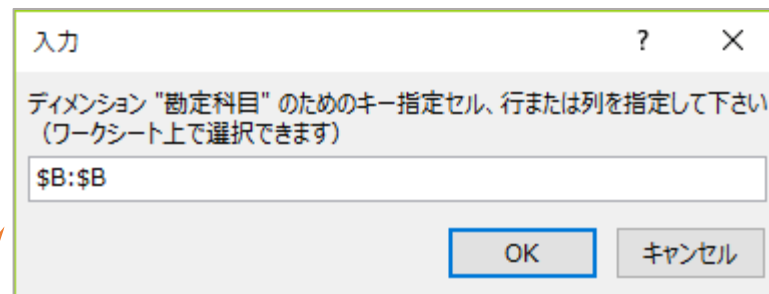 入力
ディメンション "勘定科目" のためのキー指定セル、行または列を指定して下さい
（ワークシート上で選択できます）
$B:$B
OK
キャンセル